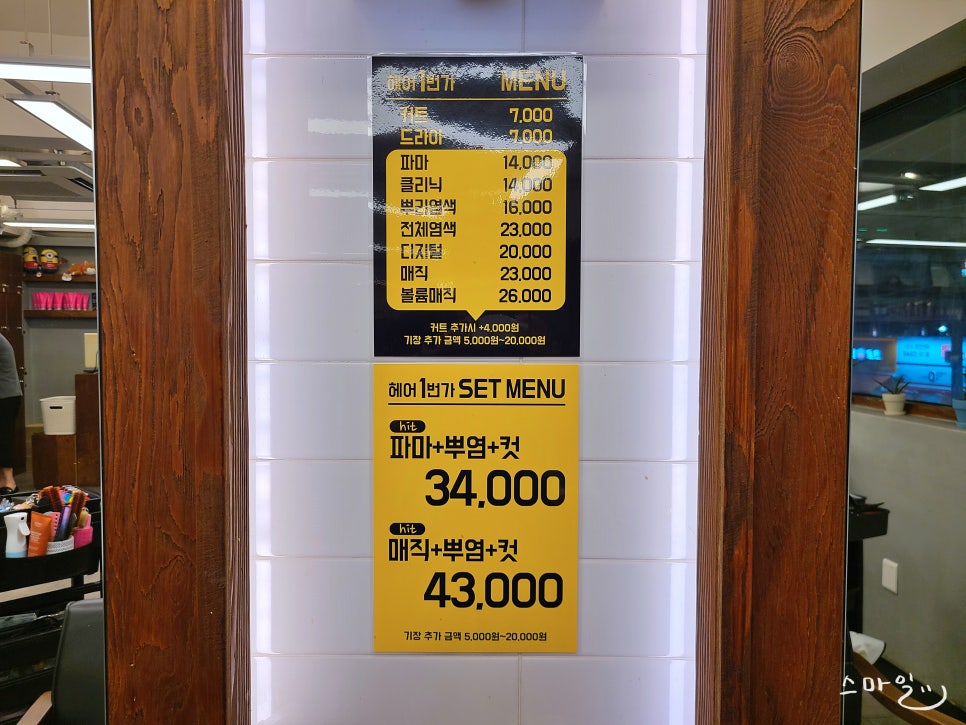 헤어 1번가 MENU
커트 7,000
드라이 7,000
파마 14,000
클리닉 14,000
뿌리염색 16,000
전체염색 23,000
디지털 20,000
매직 23,000
볼륨매직 26,000
커트 추가시 +4,000원
기장 추가 금액 5,000원~20,000원
헤어 1번가 SET MENU
hit
파마+뿌염+컷
34,000
hit
매직+뿌염+컷
43,000
기장 추가 금액 5,000원~20,000원
스마일